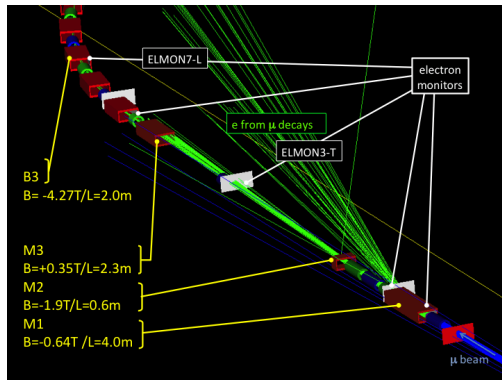 ELMON7-L
electron
monitors
e from μ decays
ELMON3-T
B3
B= -4.27T/L=2.0m
M3
B=+0.35T/L=2.3m
M2
B=-1.9T/L=0.6m
M1
B=-0.64T /L=4.0m
μ beam